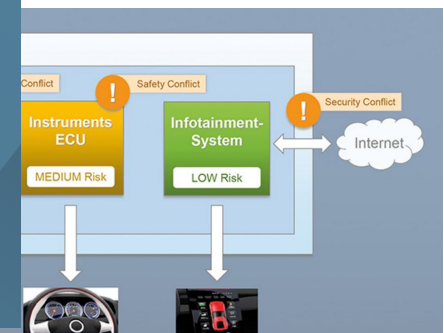 Conflict
Safety Conflict
Security Conflict
Instruments
ECU
MEDIUM Risk
Infotainment-
System
LOW Risk
Internet